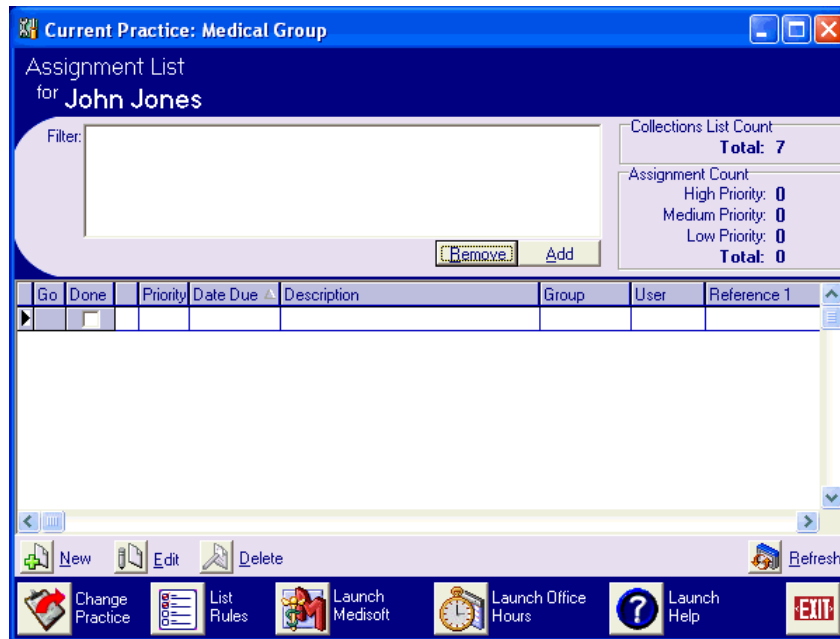 Current Practice: Medical Group
Assignment List
for John Jones
Filter:
Remove
Add
Collections List Count
Total: 7
Assignment Count
High Priority: 0
Medium Priority: 0
Low Priority: 0
Total: 0
Go Done Priority Date Due Description Group User Reference 1
New Edit Delete Refresh
Change Practice
List Rules
Launch Medisoft
Launch Office Hours
Launch Help
EXIT